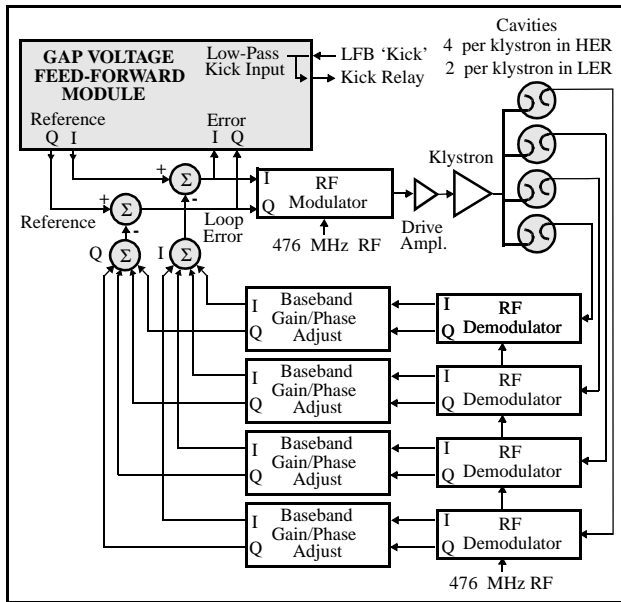 GAP VOLTAGE
FEED-FORWARD
MODULE
Low-Pass
Kick Input
LFB ‘Kick’
Kick Relay
Cavities
4 per klystron in HER
2 per klystron in LER
Reference
Q I
Error
I Q
+
Σ
-
+
Σ
-
Reference
Loop
Error
I
Q
RF
Modulator
476 MHz RF
Drive
Ampl.
Klystron
Q
Σ
I
Σ
I
Q
Baseband
Gain/Phase
Adjust
I
Q
RF
Demodulator
I
Q
Baseband
Gain/Phase
Adjust
I
Q
RF
Demodulator
I
Q
Baseband
Gain/Phase
Adjust
I
Q
RF
Demodulator
I
Q
Baseband
Gain/Phase
Adjust
I
Q
RF
Demodulator
476 MHz RF